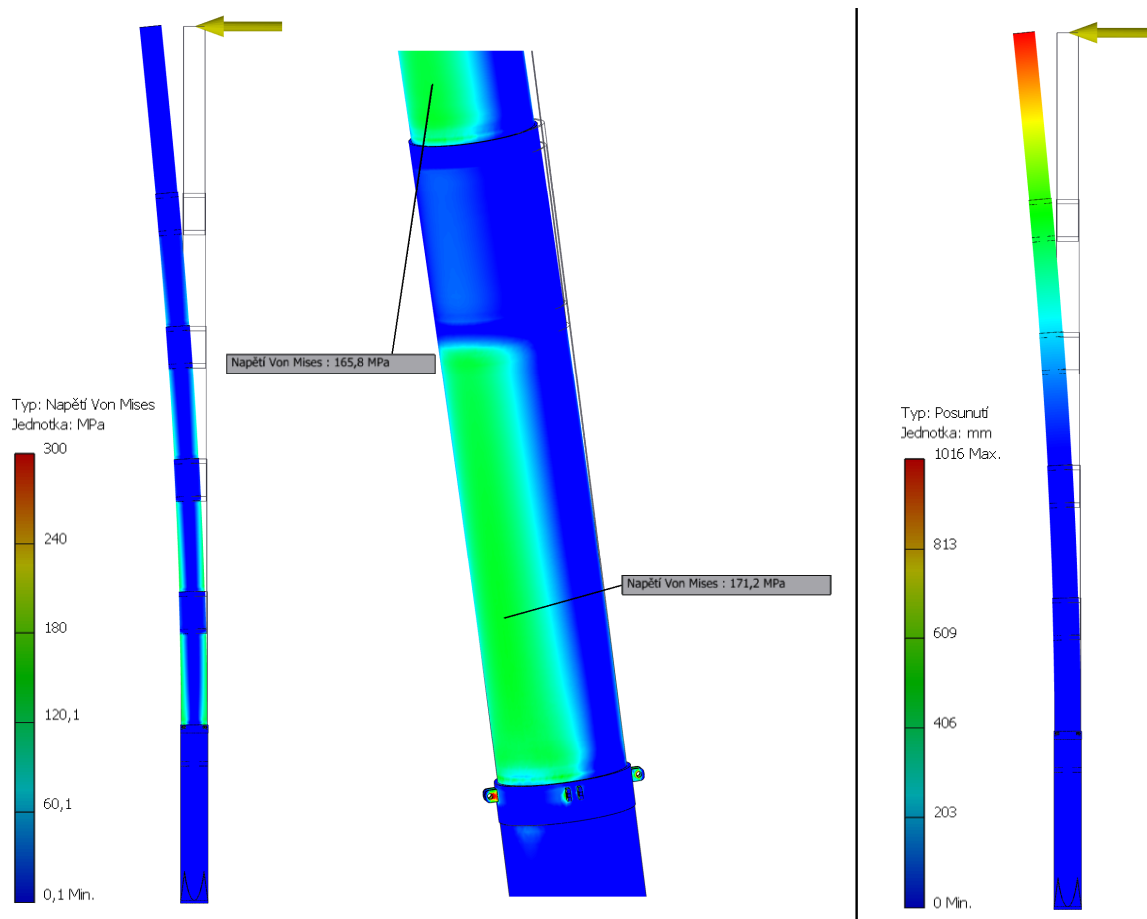 Napětí Von Mises : 165,8 MPa
Napětí Von Mises : 171,2 MPa
Typ: Napětí Von Mises
Jednotka: MPa
300
240
180
120,1
60,1
0,1 Min.
Typ: Posunutí
Jednotka: mm
1016 Max.
813
609
406
203
0 Min.